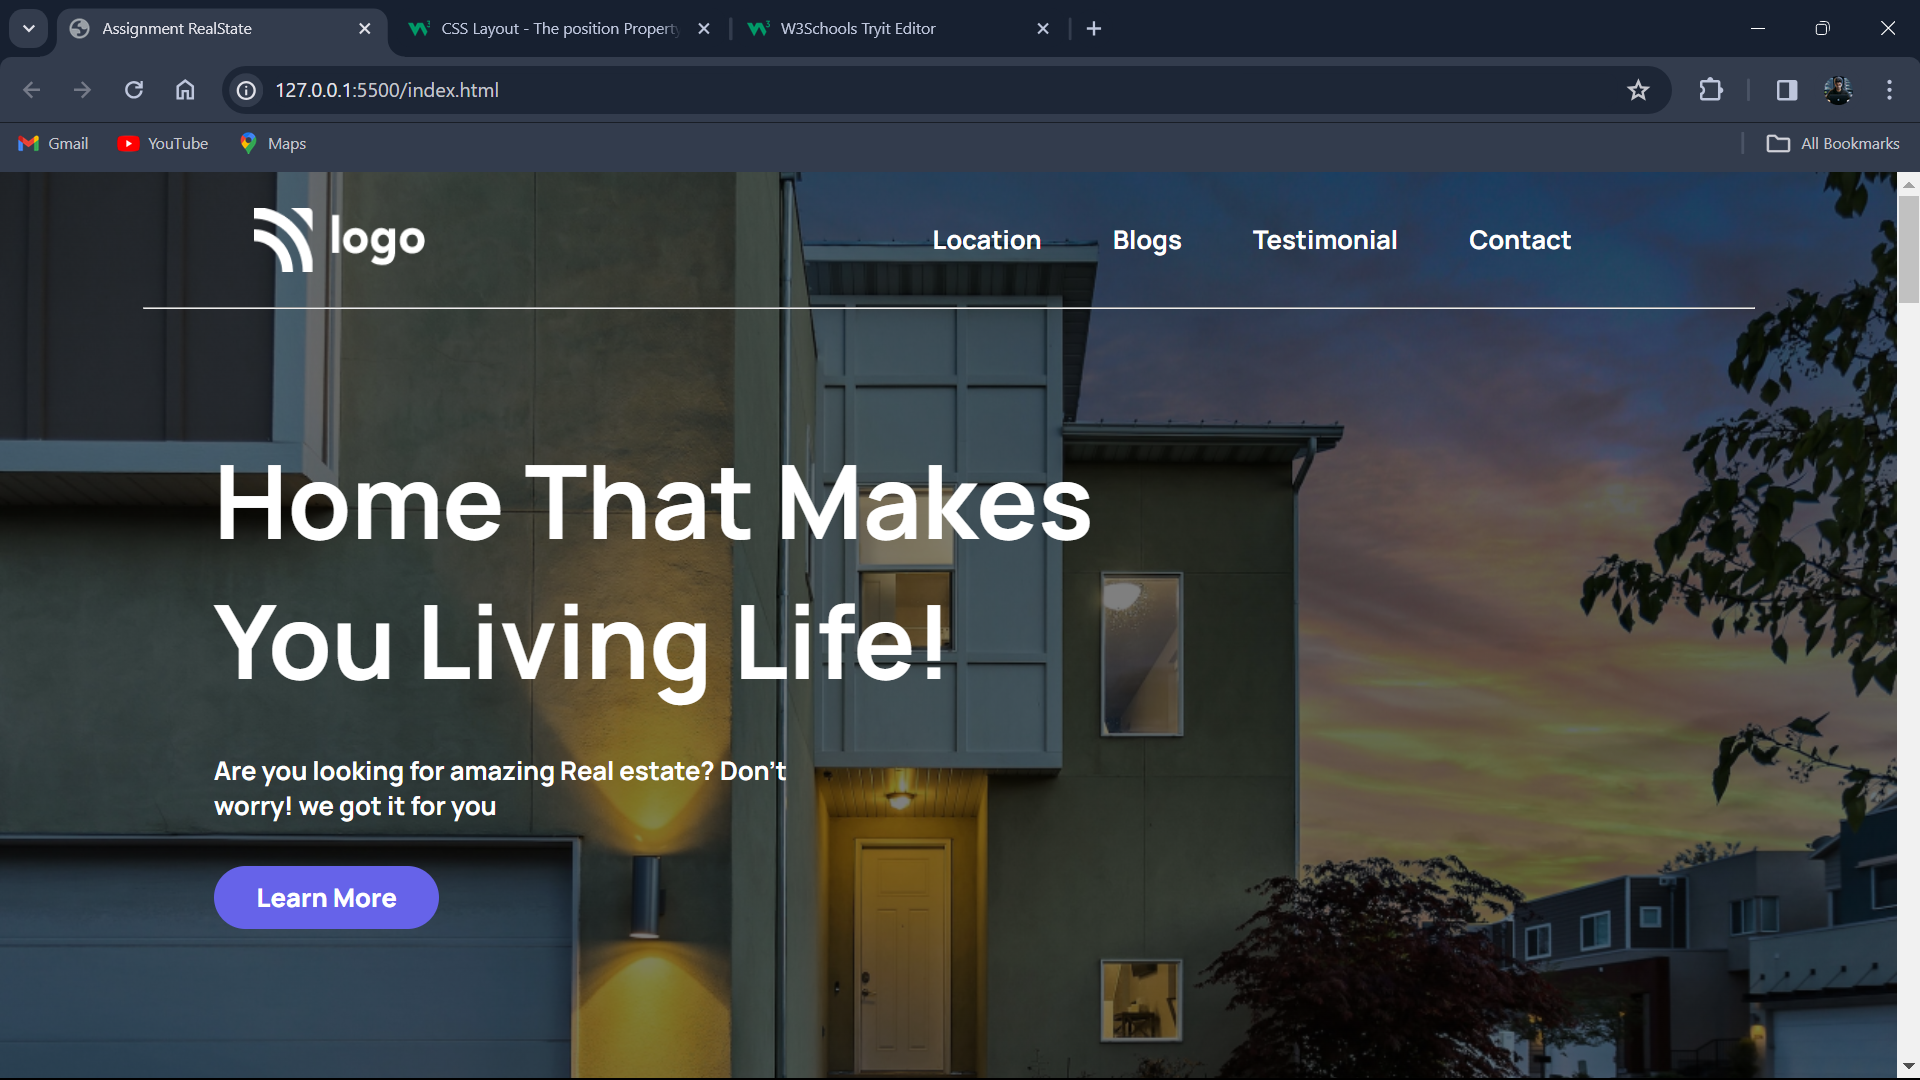 Assignment RealState
CSS Layout - The position Property
W3Schools Tryit Editor
127.0.0.1:5500/index.html
Gmail
YouTube
Maps
All Bookmarks
logo
Location
Blogs
Testimonial
Contact
Home That Makes
You Living Life!
Are you looking for amazing Real estate? Don't
worry! we got it for you
Learn More